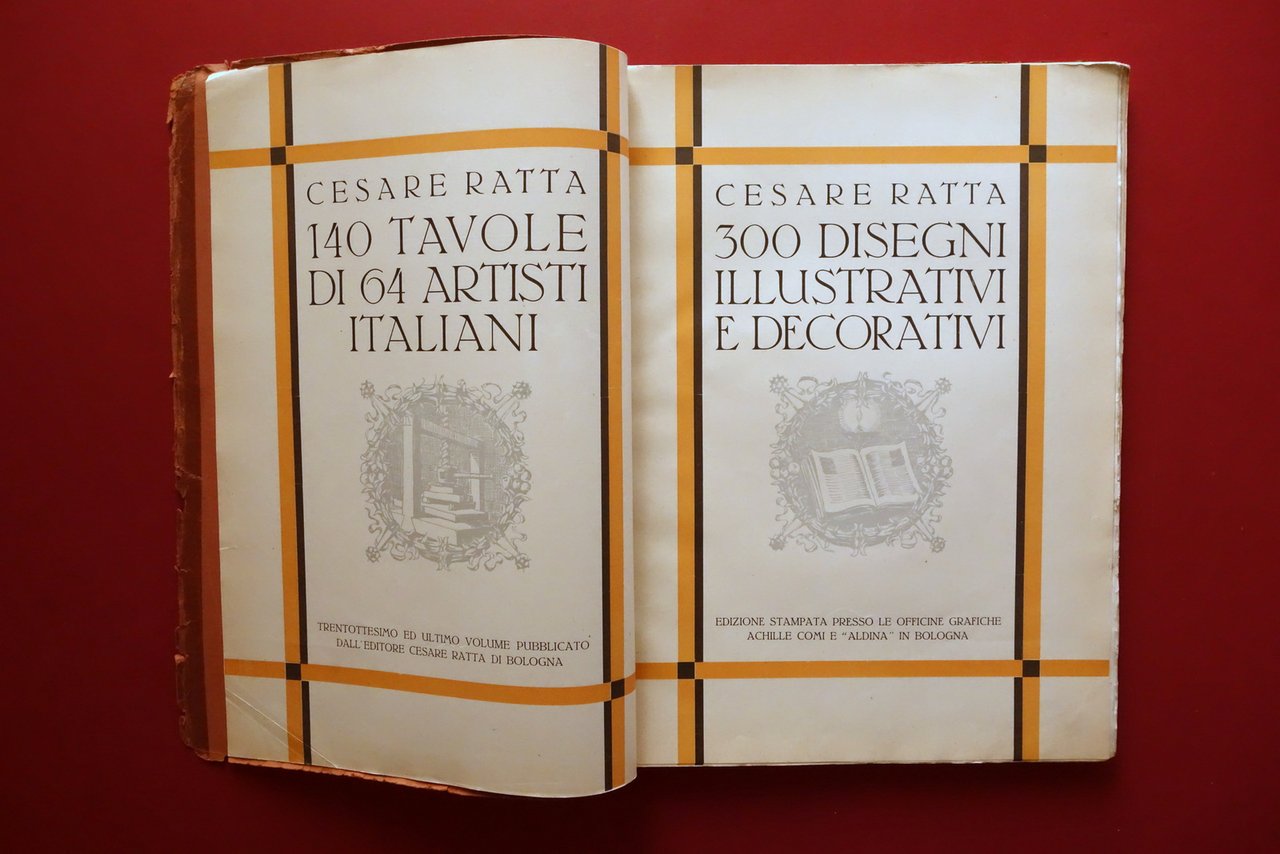 CESARE RATTA
140 TAVOLE
DI 64 ARTISTI
ITALIANI
TRENTOTTESIMO ED ULTIMO VOLUME PUBBLICATO
DALL'EDITORE CESARE RATTA DI BOLOGNA
CESARE RATTA
300 DISEGNI
ILLUSTRATIVI
E DECORATIVI
EDIZIONE STAMPATA PRESSO LE OFFICINE GRAFICHE
ACHILLE COMI E "ALDINA" IN BOLOGNA